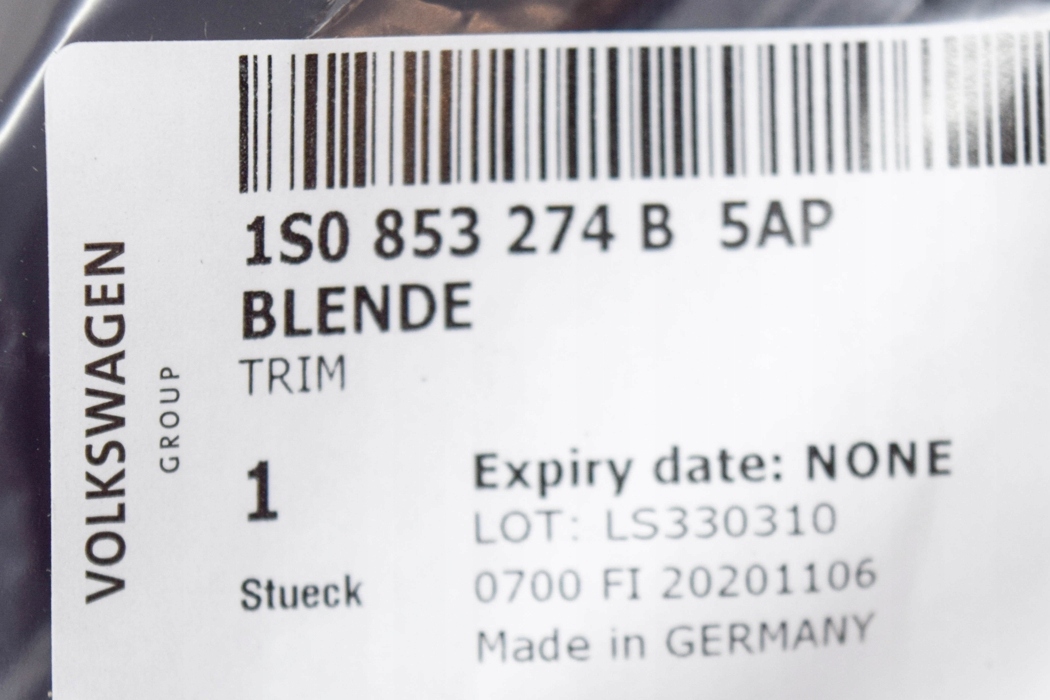 VOLKSWAGEN
GROUP
1S0 853 274 B 5AP
BLENDE
TRIM
1
Stueck
Expiry date: NONE
LOT: LS330310
0700 FI 20201106
Made in GERMANY